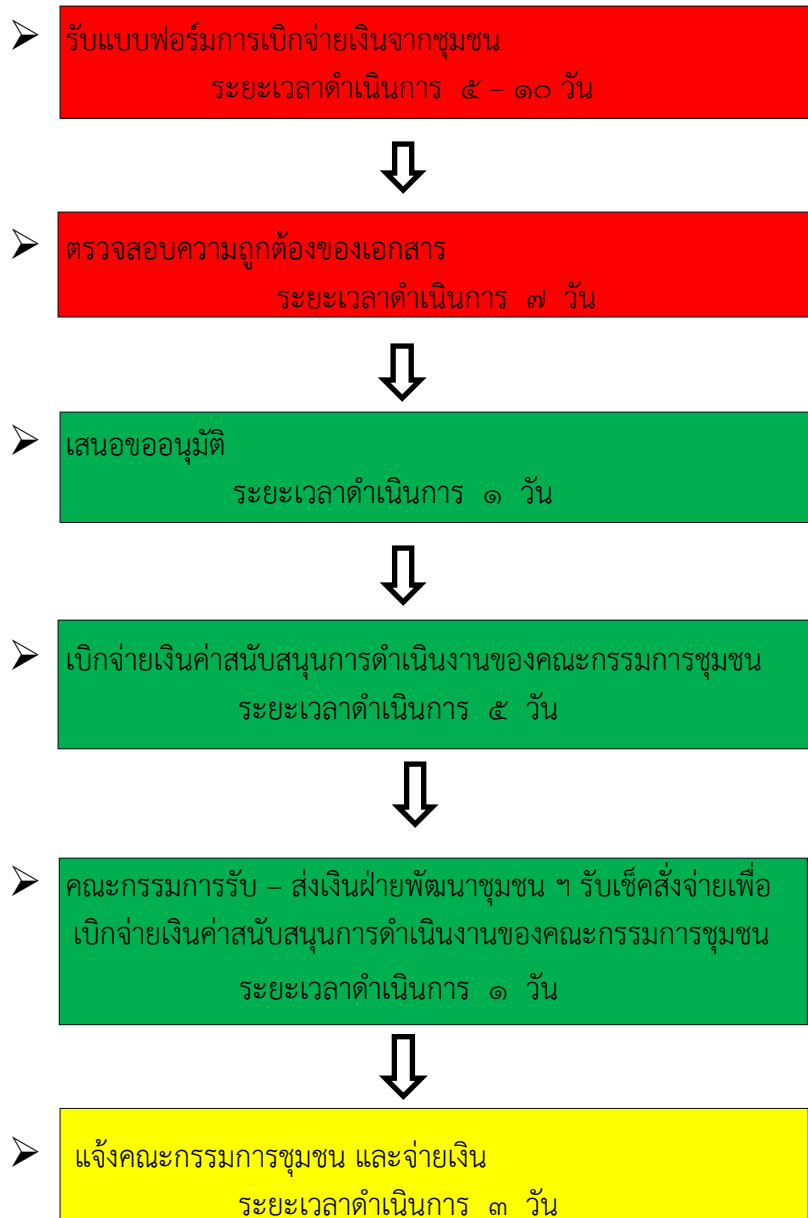 รับแบบฟอร์มการเบิกจ่ายเงินจากชุมชน
ระยะเวลาดำเนินการ ๕ – ๑๐ วัน
ตรวจสอบความถูกต้องของเอกสาร
ระยะเวลาดำเนินการ ๗ วัน
เสนอขออนุมัติ
ระยะเวลาดำเนินการ ๑ วัน
เบิกจ่ายเงินค่าสนับสนุนการดำเนินงานของคณะกรรมการชุมชน
ระยะเวลาดำเนินการ ๕ วัน
คณะกรรมการรับ – ส่งเงินฝ่ายพัฒนาชุมชน ฯ รับเช็คสั่งจ่ายเพื่อ
เบิกจ่ายเงินค่าสนับสนุนการดำเนินงานของคณะกรรมการชุมชน
ระยะเวลาดำเนินการ ๑ วัน
แจ้งคณะกรรมการชุมชน และจ่ายเงิน
ระยะเวลาดำเนินการ ๓ วัน